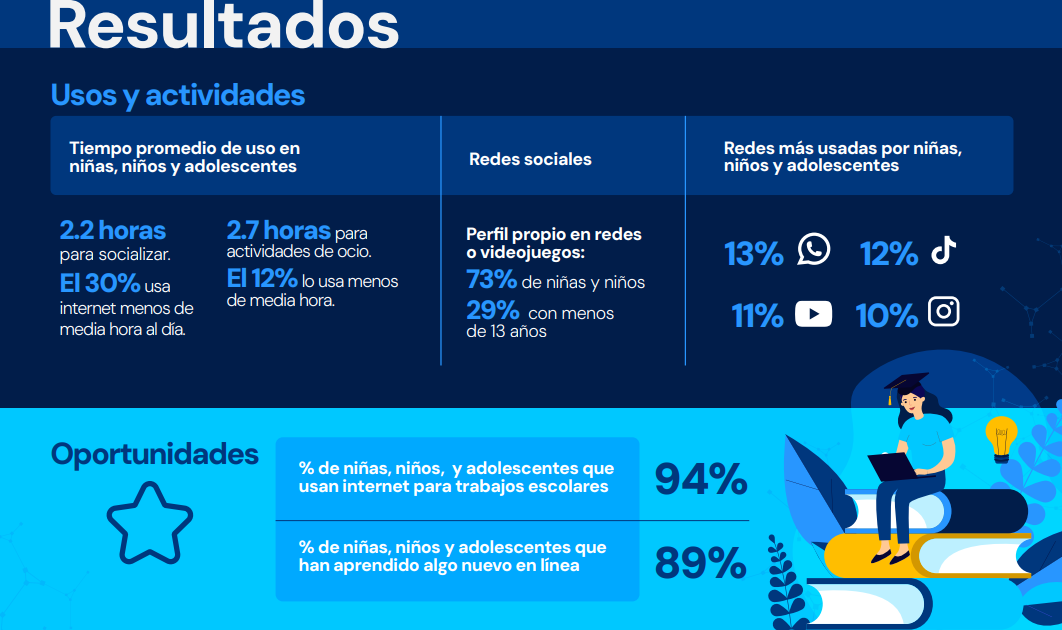 Resultados
Usos y actividades
Tiempo promedio de uso en
niñas, niños y adolescentes
Redes sociales
Redes más usadas por niñas,
niños y adolescentes
2.2 horas
para socializar.
El 30% usa
internet menos de
media hora al día.
2.7 horas para
actividades de ocio.
El 12% lo usa menos
de media hora.
Perfil propio en redes
o videojuegos:
73% de niñas y niños
29% con menos
de 13 años
13%
12%
11%
10%
Oportunidades
% de niñas, niños, y adolescentes que
usan internet para trabajos escolares
94%
% de niñas, niños y adolescentes que
han aprendido algo nuevo en línea
89%